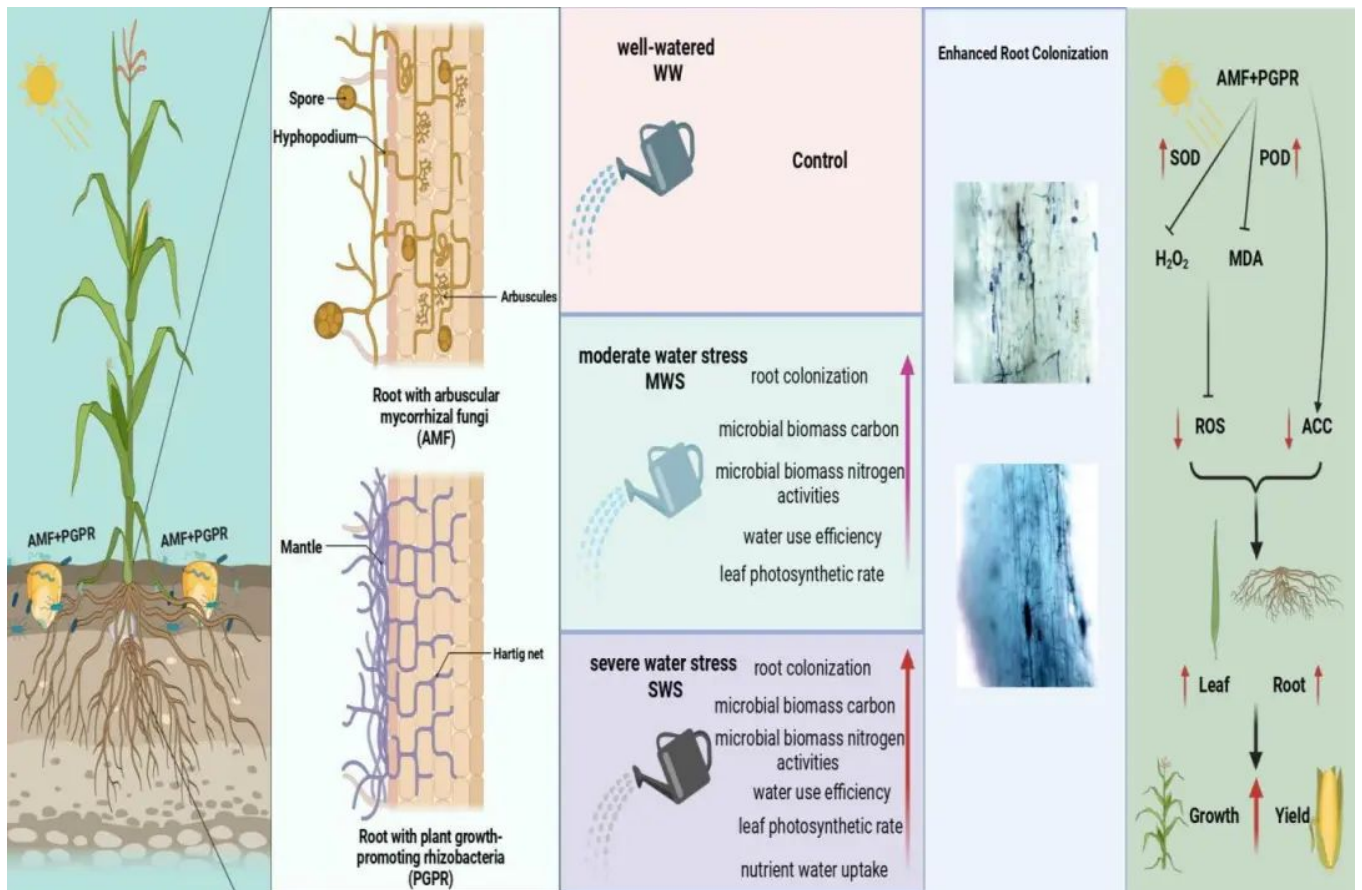 AMF+PGPR
AMF+PGPR
Spore
Hyphopodium
Arbuscules
Root with arbuscular
mycorrhizal fungi
(AMF)
Mantle
Hartig net
Root with plant growth-
promoting rhizobacteria
(PGPR)
well-watered
WW
Control
moderate water stress
MWS
root colonization
microbial biomass carbon
microbial biomass nitrogen
activities
water use efficiency
leaf photosynthetic rate
severe water stress
SWS
root colonization
microbial biomass carbon
microbial biomass nitrogen
activities
water use efficiency
leaf photosynthetic rate
nutrient water uptake
Enhanced Root Colonization
AMF+PGPR
SOD
POD
H₂O₂
MDA
ROS
ACC
Leaf
Root
Growth
Yield